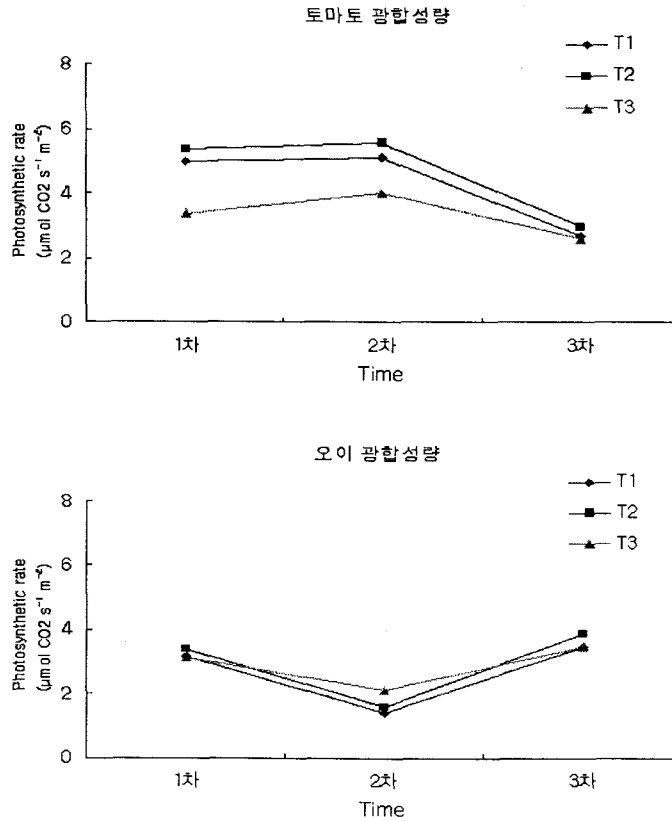 토마토 광합성량
T1
T2
T3
8
6
4
2
0
Photosynthetic rate
(μmol CO2 s⁻¹ m⁻²)
1차 2차 3차
Time
오이 광합성량
T1
T2
T3
8
6
4
2
0
Photosynthetic rate
(μmol CO2 s⁻¹ m⁻²)
1차 2차 3차
Time